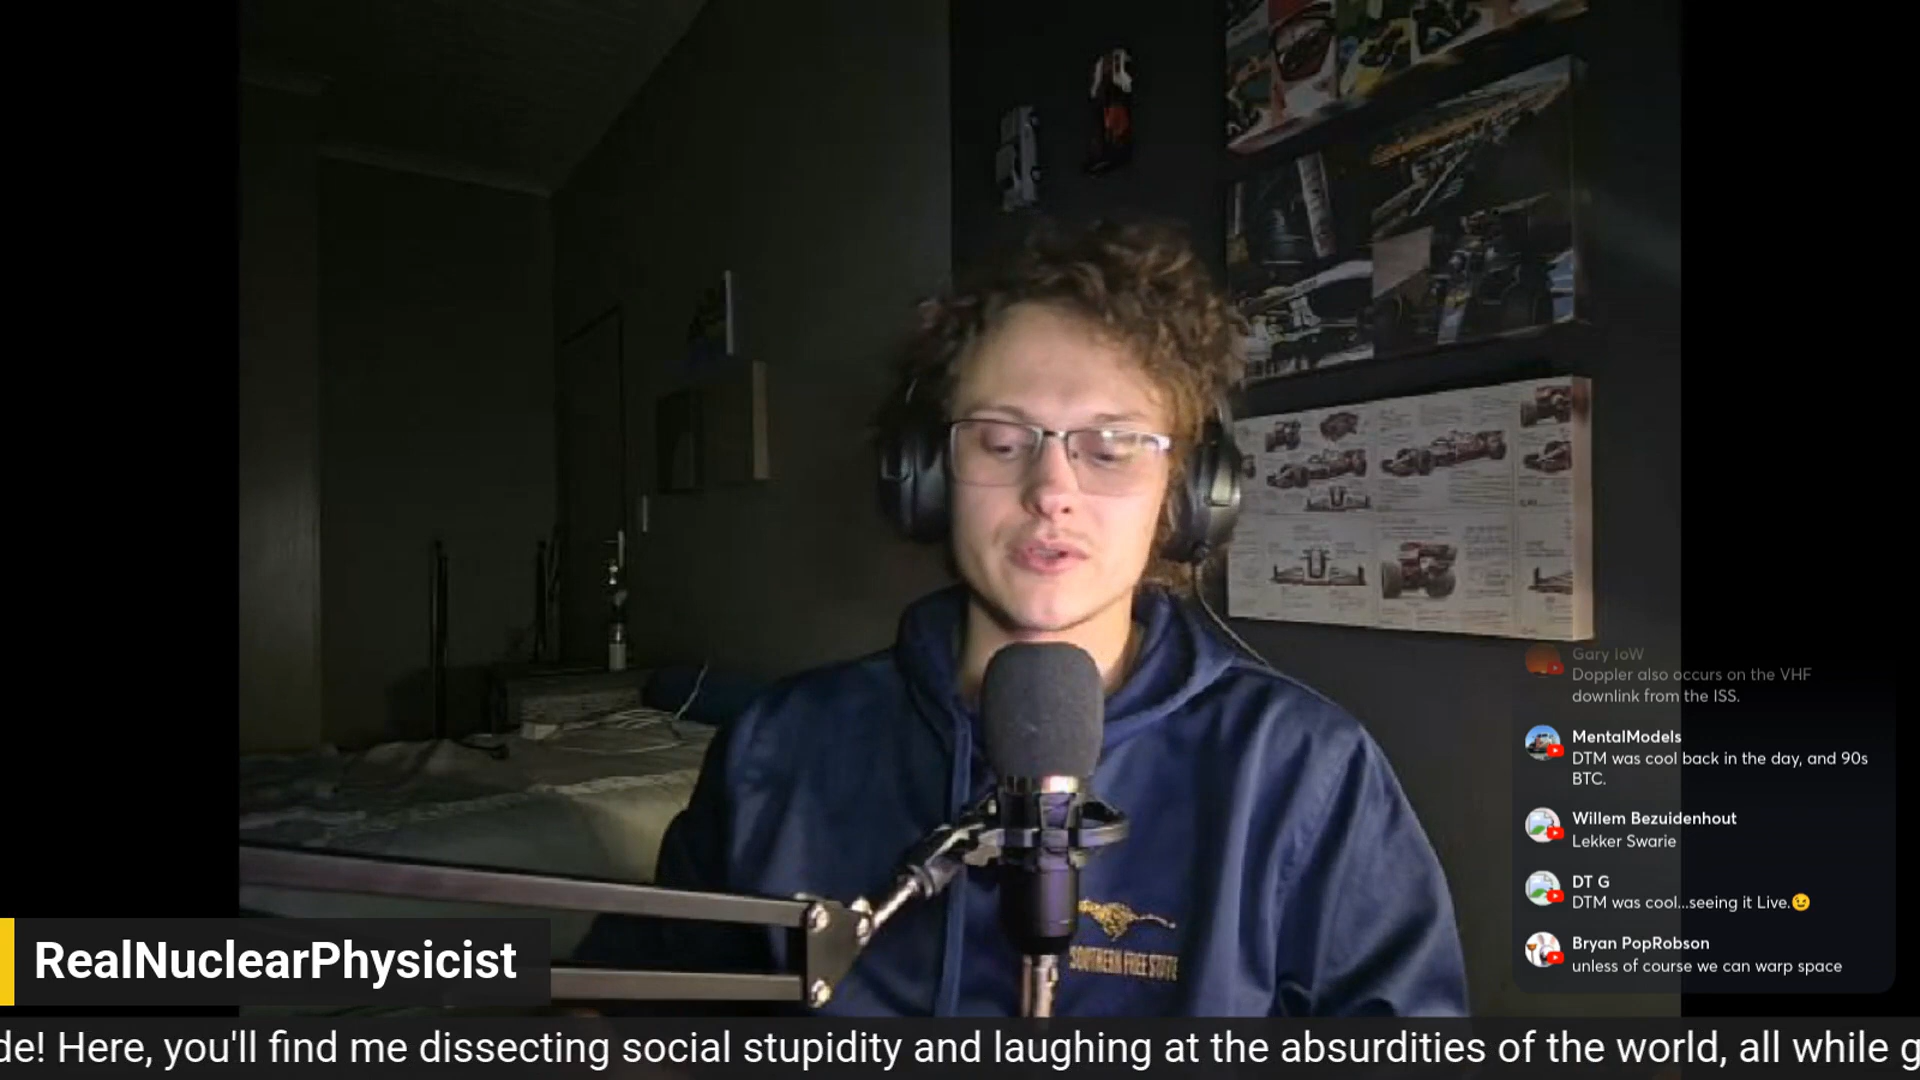 Gary IoW
Doppler also occurs on the VHF
downlink from the ISS.
MentalModels
DTM was cool back in the day, and 90s
BTC.
Willem Bezuidenhout
Lekker Swarie
DT G
DTM was cool...seeing it Live.😉
Bryan PopRobson
unless of course we can warp space
SOUTHERN FREE STATE
RealNuclearPhysicist
de! Here, you'll find me dissecting social stupidity and laughing at the absurdities of the world, all while g